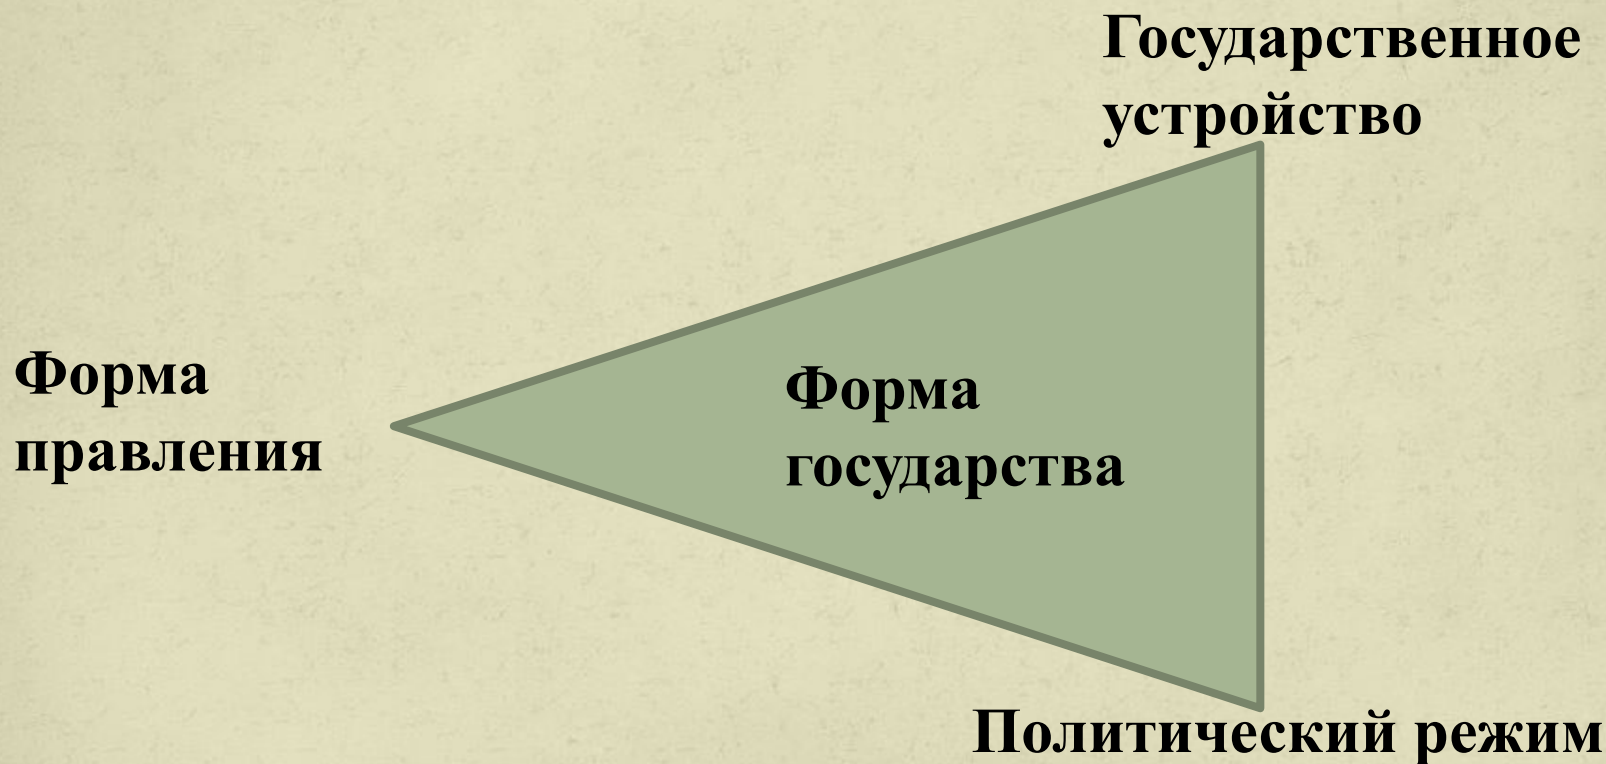 Государственное
устройство
Форма
правления
Форма
государства
Политический режим